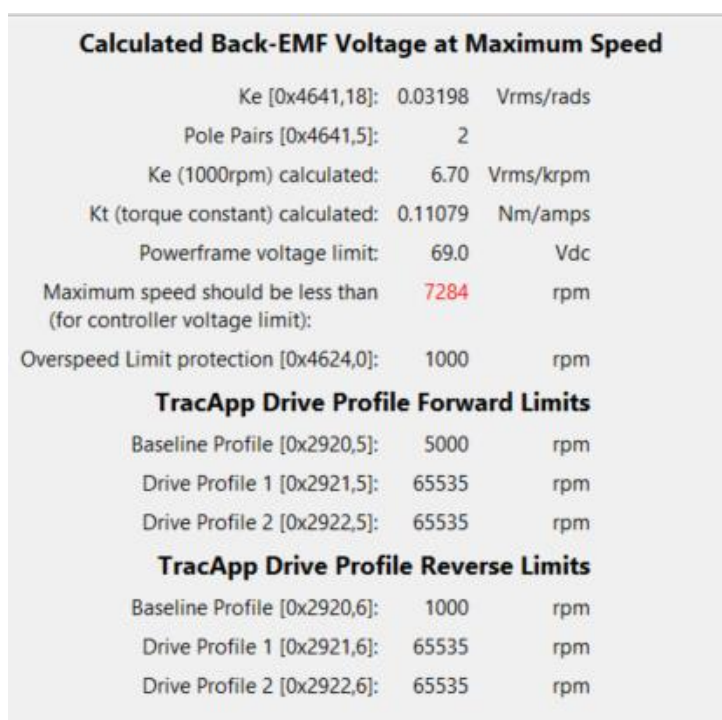 Calculated Back-EMF Voltage at Maximum Speed
Ke [0x4641,18]: 0.03198 Vrms/rads
Pole Pairs [0x4641,5]: 2
Ke (1000rpm) calculated: 6.70 Vrms/krpm
Kt (torque constant) calculated: 0.11079 Nm/amps
Powerframe voltage limit: 69.0 Vdc
Maximum speed should be less than 7284 rpm
(for controller voltage limit):
Overspeed Limit protection [0x4624,0]: 1000 rpm
TracApp Drive Profile Forward Limits
Baseline Profile [0x2920,5]: 5000 rpm
Drive Profile 1 [0x2921,5]: 65535 rpm
Drive Profile 2 [0x2922,5]: 65535 rpm
TracApp Drive Profile Reverse Limits
Baseline Profile [0x2920,6]: 1000 rpm
Drive Profile 1 [0x2921,6]: 65535 rpm
Drive Profile 2 [0x2922,6]: 65535 rpm